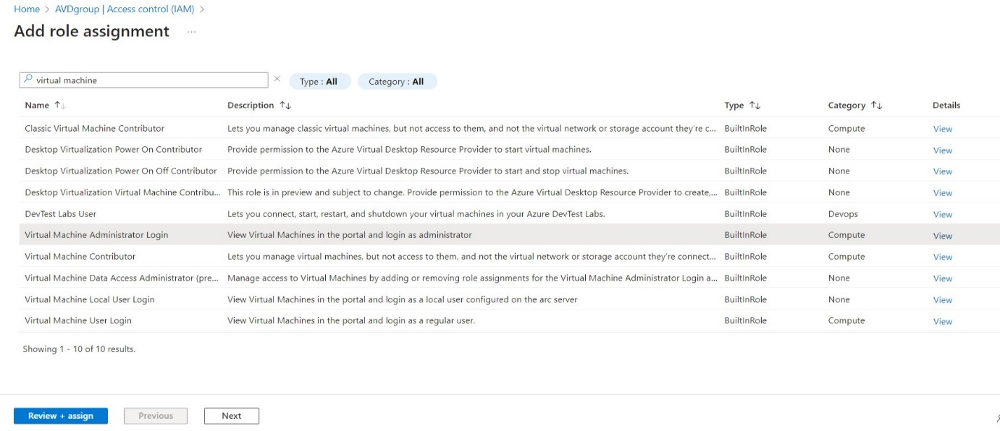 Home > AVDgroup | Access control (IAM) >
Add role assignment ...
virtual machine × Type : All Category : All
Name ↑↓ Description ↑↓ Type ↑↓ Category ↑↓ Details
Classic Virtual Machine Contributor Lets you manage classic virtual machines, but not access to them, and not the virtual network or storage account they're c... BuiltInRole Compute View
Desktop Virtualization Power On Contributor Provide permission to the Azure Virtual Desktop Resource Provider to start virtual machines. BuiltInRole None View
Desktop Virtualization Power On Off Contributor Provide permission to the Azure Virtual Desktop Resource Provider to start and stop virtual machines. BuiltInRole None View
Desktop Virtualization Virtual Machine Contribu... This role is in preview and subject to change. Provide permission to the Azure Virtual Desktop Resource Provider to create,... BuiltInRole None View
DevTest Labs User Lets you connect, start, restart, and shutdown your virtual machines in your Azure DevTest Labs. BuiltInRole Devops View
Virtual Machine Administrator Login View Virtual Machines in the portal and login as administrator BuiltInRole Compute View
Virtual Machine Contributor Lets you manage virtual machines, but not access to them, and not the virtual network or storage account they're connect... BuiltInRole Compute View
Virtual Machine Data Access Administrator (pre... Manage access to Virtual Machines by adding or removing role assignments for the Virtual Machine Administrator Login a... BuiltInRole None View
Virtual Machine Local User Login View Virtual Machines in the portal and login as a local user configured on the arc server BuiltInRole None View
Virtual Machine User Login View Virtual Machines in the portal and login as a regular user. BuiltInRole Compute View
Showing 1 - 10 of 10 results.
Review + assign Previous Next